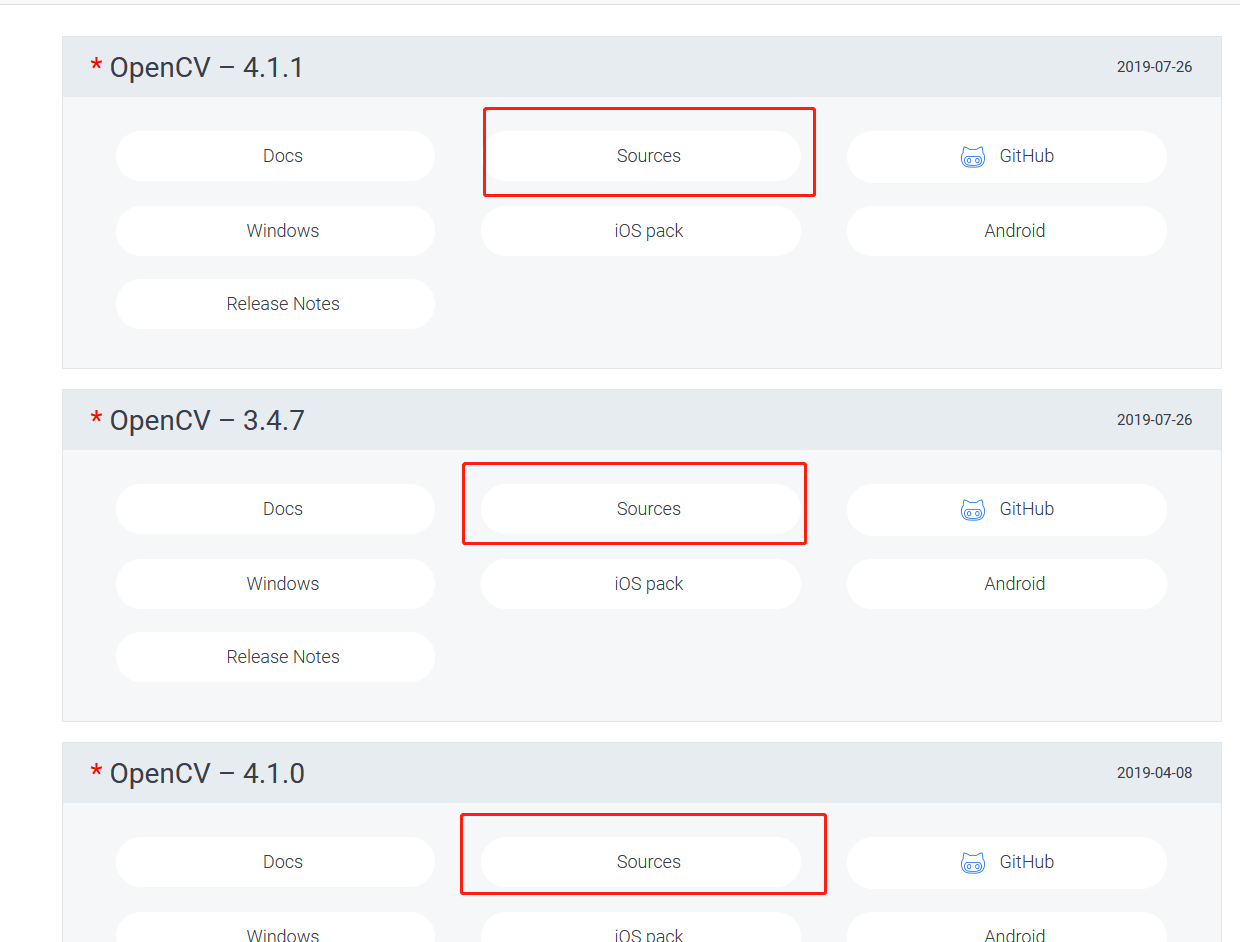 * OpenCV – 4.1.1 2019-07-26
Docs Sources GitHub
Windows iOS pack Android
Release Notes
* OpenCV – 3.4.7 2019-07-26
Docs Sources GitHub
Windows iOS pack Android
Release Notes
* OpenCV – 4.1.0 2019-04-08
Docs Sources GitHub
Windows iOS pack Android